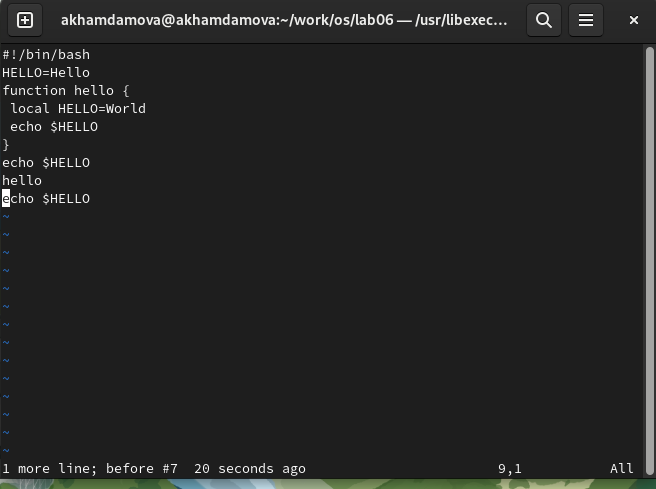 akhamdamova@akhamdamova:~/work/os/lab06 — /usr/libexec...
#!/bin/bash
HELLO=Hello
function hello {
 local HELLO=World
 echo $HELLO
}
echo $HELLO
hello
echo $HELLO
~
~
~
~
~
~
~
~
~
~
~
~
~
~
1 more line; before #7  20 seconds ago 9,1 All